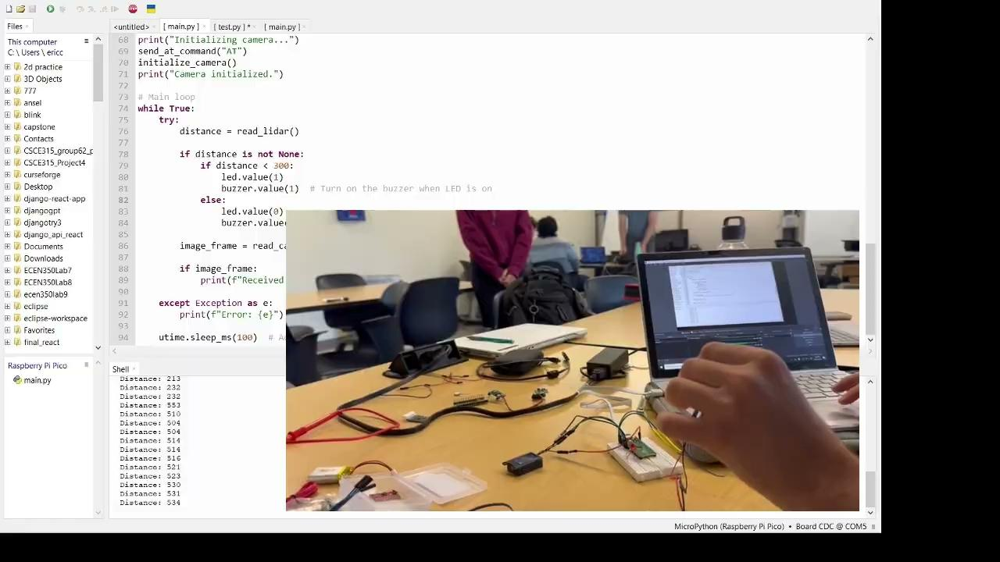 Files
This computer
C: \ Users \ ericc
2d practice
3D Objects
777
ansel
blink
capstone
Contacts
CSCE315_group62_p
CSCE315_Project4
curseforge
Desktop
django-react-app
djangogpt
djangotry3
django_api_react
Documents
Downloads
ECEN350Lab7
ECEN350Lab8
ecen350lab9
eclipse
eclipse-workspace
Favorites
final_react
Raspberry Pi Pico
main.py
<untitled> [ main.py ] [ test.py ] * [ main.py ]
68 print("Initializing camera...")
69 send_at_command("AT")
70 initialize_camera()
71 print("Camera initialized.")
72
73 # Main loop
74 while True:
75 try:
76 distance = read_lidar()
77
78 if distance is not None:
79 if distance < 300:
80 led.value(1)
81 buzzer.value(1) # Turn on the buzzer when LED is on
82 else:
83 led.value(0)
84 buzzer.value(
85
86 image_frame = read_ca
87
88 if image_frame:
89 print(f"Received
90
91 except Exception as e:
92 print(f"Error: {e}")
93
94 utime.sleep_ms(100) #
Shell
Distance: 213
Distance: 232
Distance: 232
Distance: 553
Distance: 510
Distance: 504
Distance: 504
Distance: 514
Distance: 514
Distance: 516
Distance: 521
Distance: 523
Distance: 530
Distance: 531
Distance: 534
MicroPython (Raspberry Pi Pico) • Board CDC @ COM5